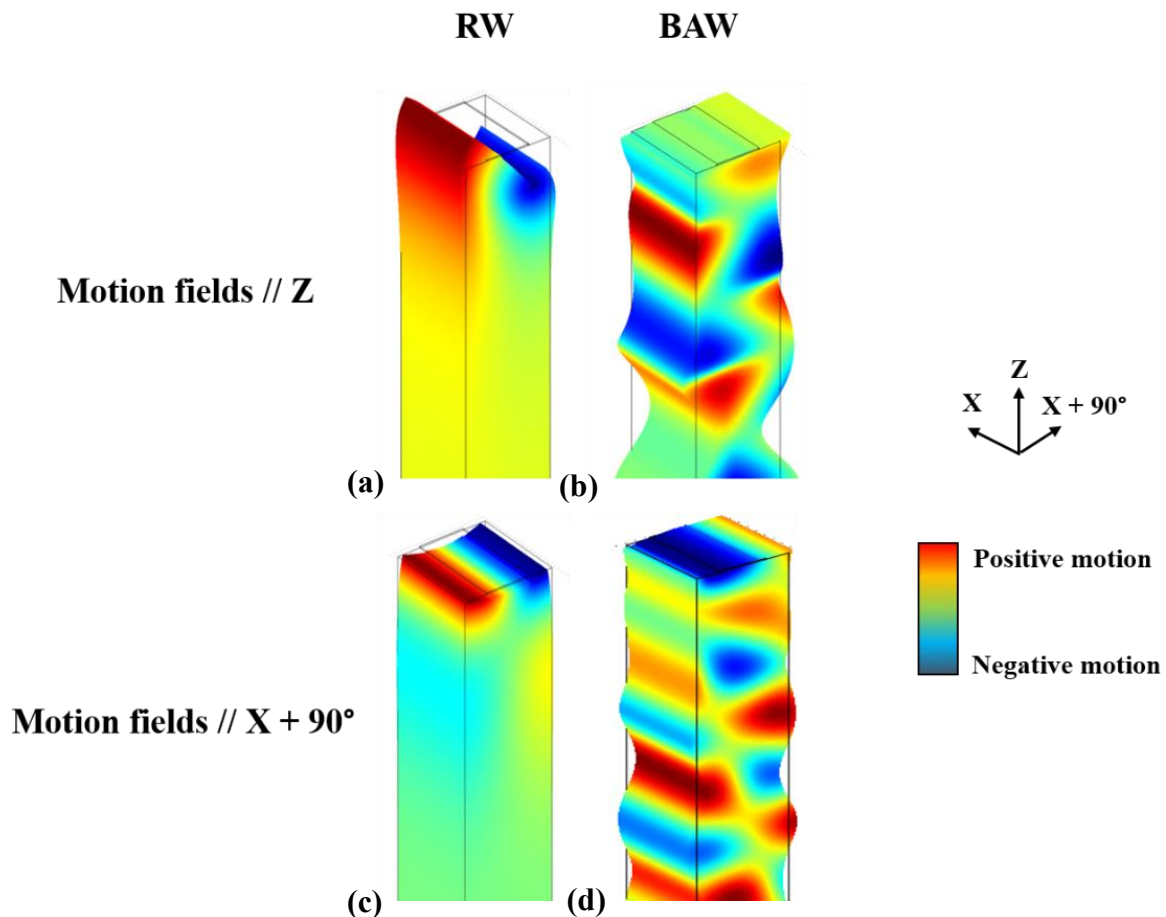 RW BAW
Motion fields // Z
(a) (b)
Z
X X + 90°
Positive motion
Negative motion
Motion fields // X + 90°
(c) (d)